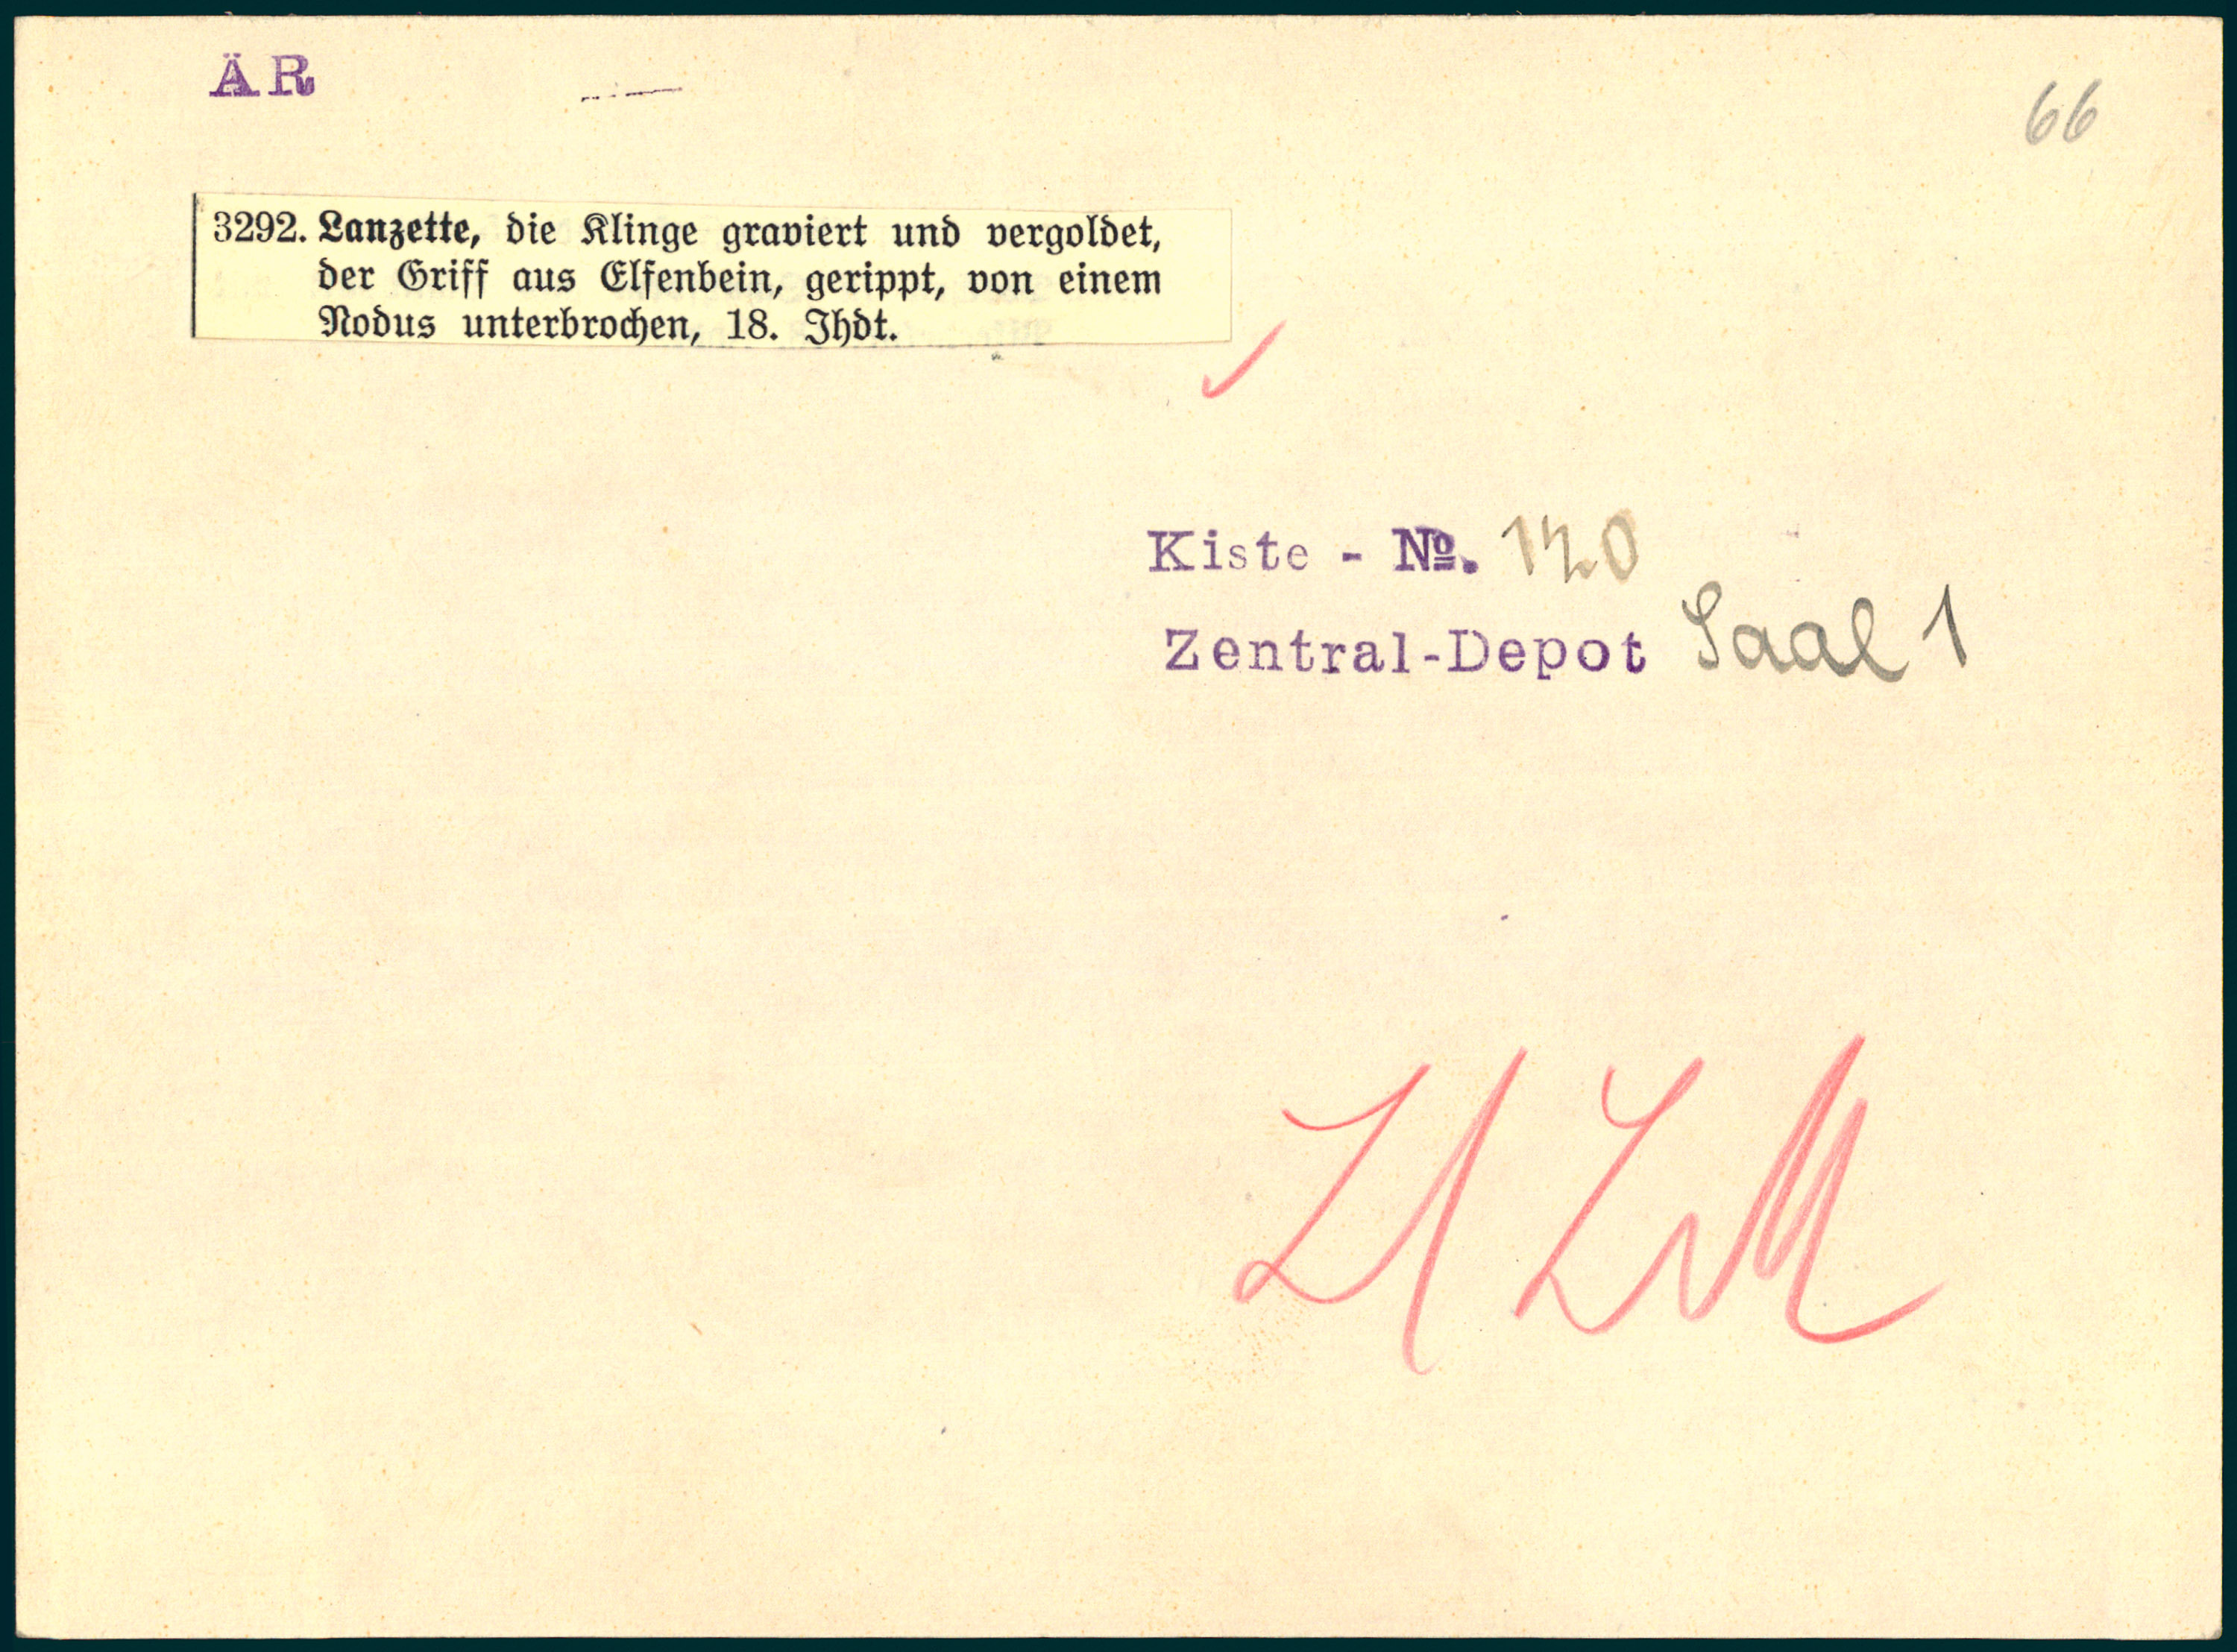 ÄR
66
3292. Lanzette, die Klinge graviert und vergoldet,
der Griff aus Elfenbein, gerippt, von einem
Nodus unterbrochen, 18. Jhdt.
Kiste - №. 120
Zentral-Depot Saal 1